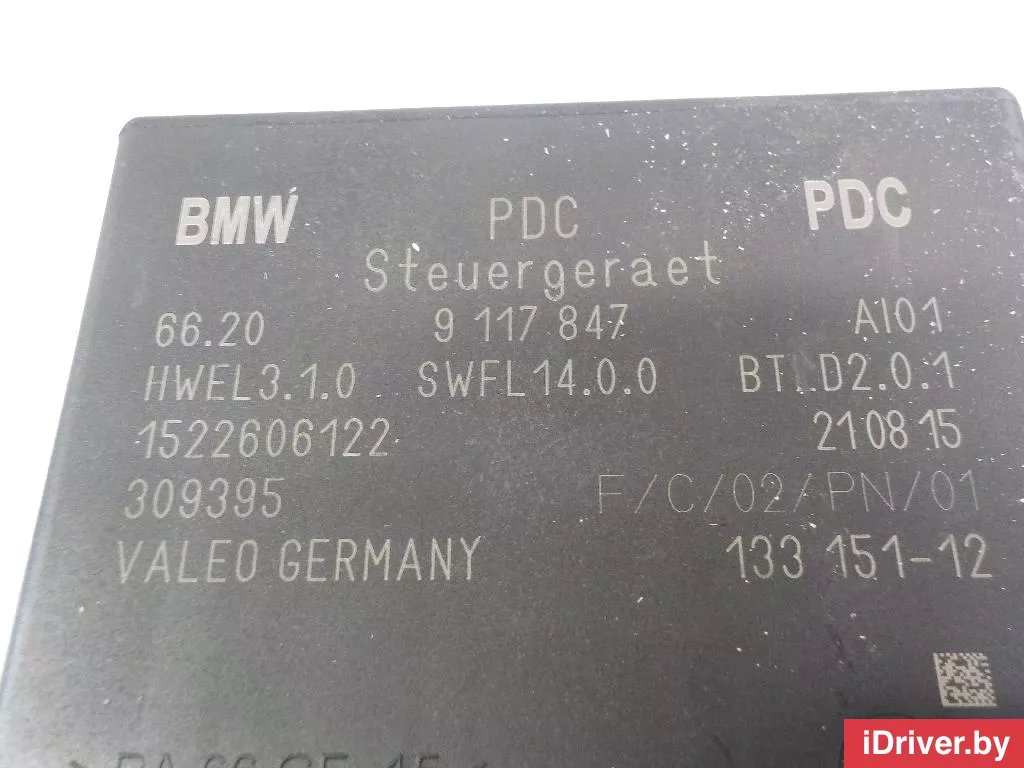 BMW PDC PDC
Steuergeraet
66.20 9 117 847 AI01
HWEL3.1.0 SWFL14.0.0 BTLD2.0.1
1522606122 210815
309395 F/C/02/PN/01
VALEO GERMANY 133 151-12
iDriver.by